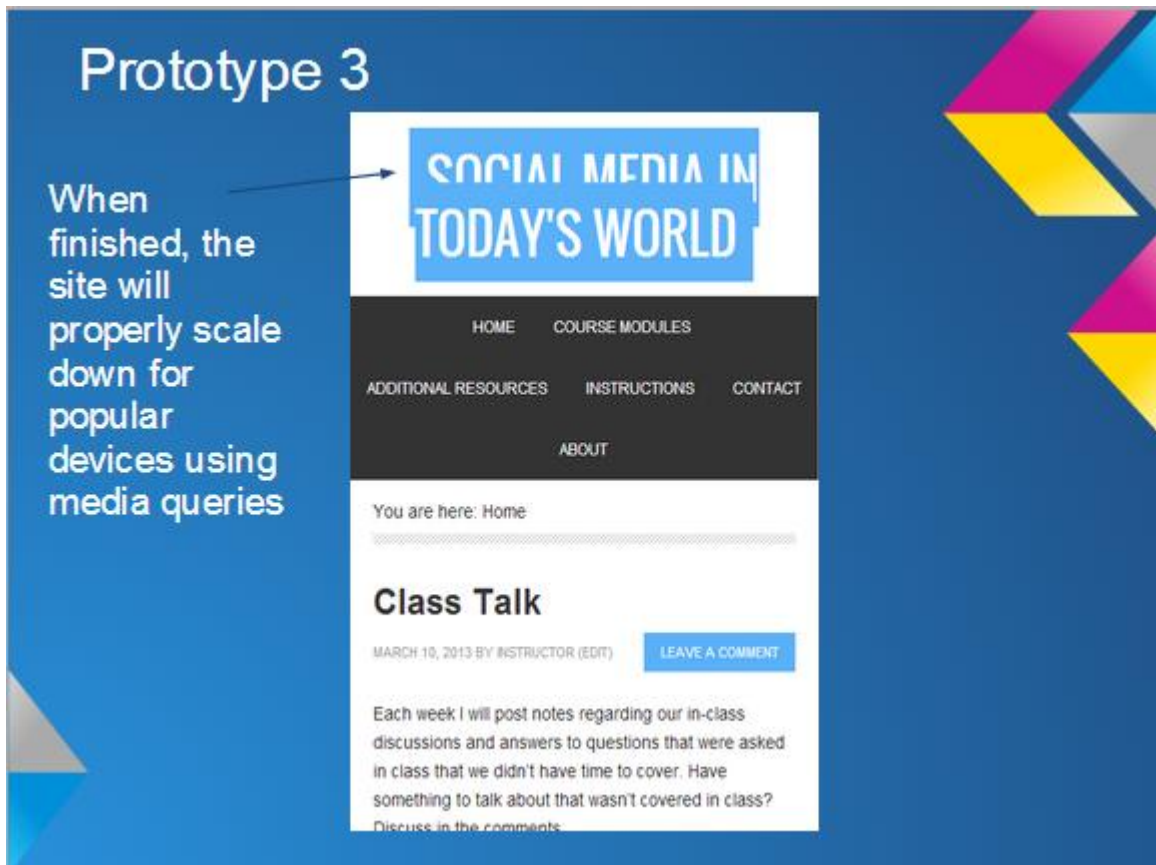 Prototype 3
When
finished, the
site will
properly scale
down for
popular
devices using
media queries
SOCIAL MEDIA IN
TODAY'S WORLD
HOME COURSE MODULES
ADDITIONAL RESOURCES INSTRUCTIONS CONTACT
ABOUT
You are here: Home
Class Talk
MARCH 10, 2013 BY INSTRUCTOR (EDIT) LEAVE A COMMENT
Each week I will post notes regarding our in-class
discussions and answers to questions that were asked
in class that we didn't have time to cover. Have
something to talk about that wasn't covered in class?
Discuss in the comments